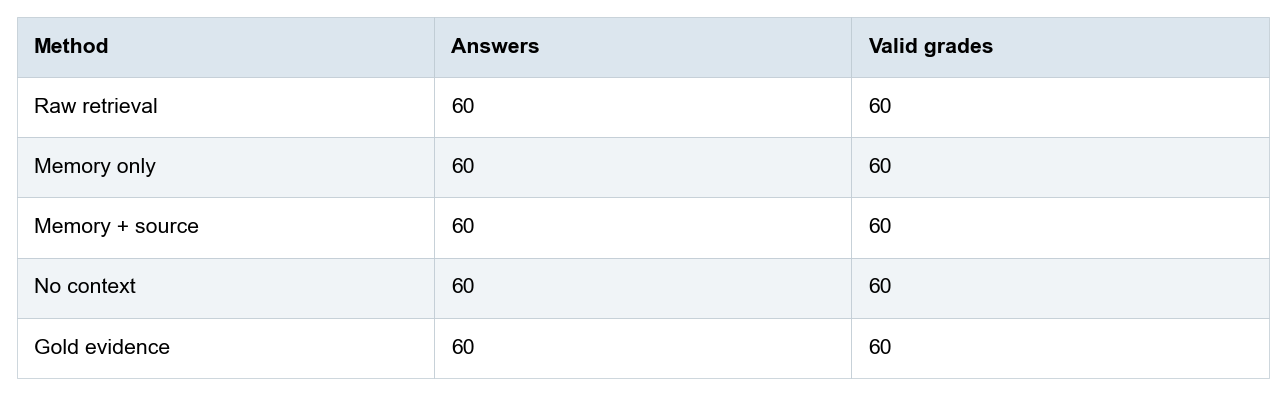 Method Answers Valid grades
Raw retrieval 60 60
Memory only 60 60
Memory + source 60 60
No context 60 60
Gold evidence 60 60